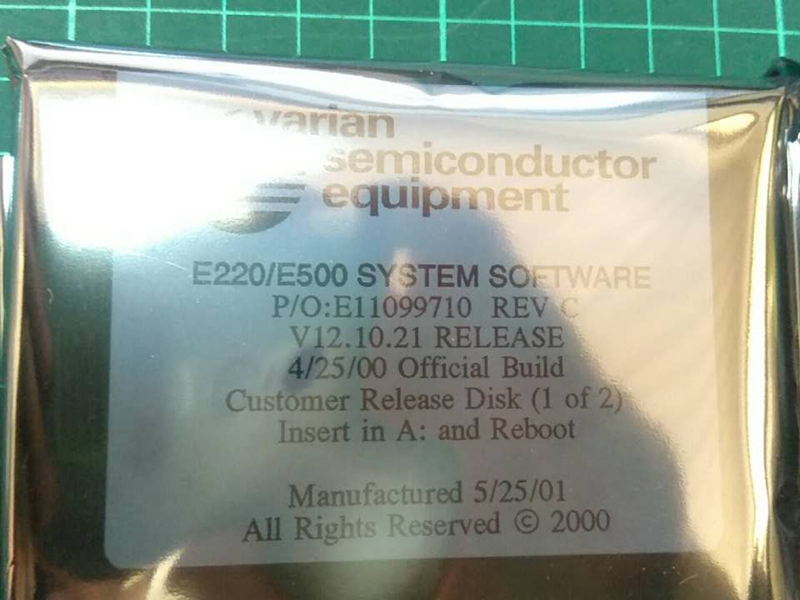 varian
semiconductor
equipment
E220/E500 SYSTEM SOFTWARE
P/O:E11099710 REV C
V12.10.21 RELEASE
4/25/00 Official Build
Customer Release Disk (1 of 2)
Insert in A: and Reboot
Manufactured 5/25/01
All Rights Reserved © 2000